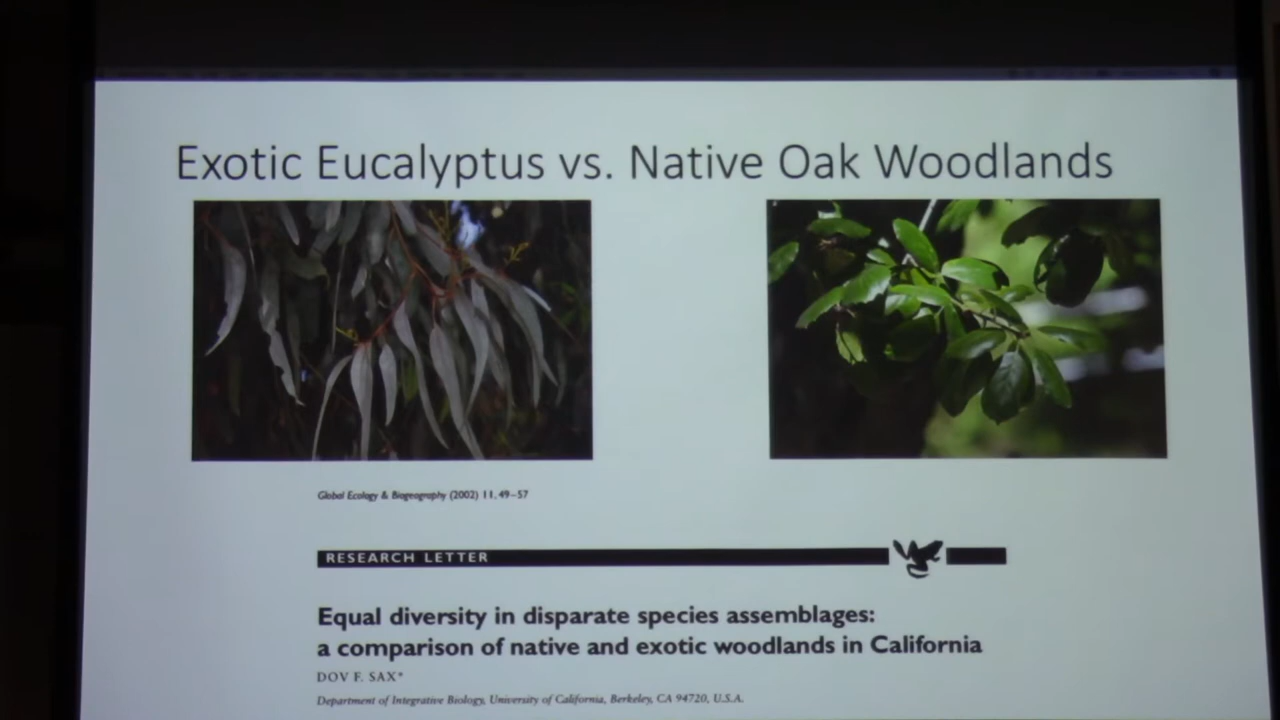 Exotic Eucalyptus vs. Native Oak Woodlands
Global Ecology & Biogeography (2002) 11, 49–57
RESEARCH LETTER
Equal diversity in disparate species assemblages:
a comparison of native and exotic woodlands in California
DOV F. SAX*
Department of Integrative Biology, University of California, Berkeley, CA 94720, U.S.A.